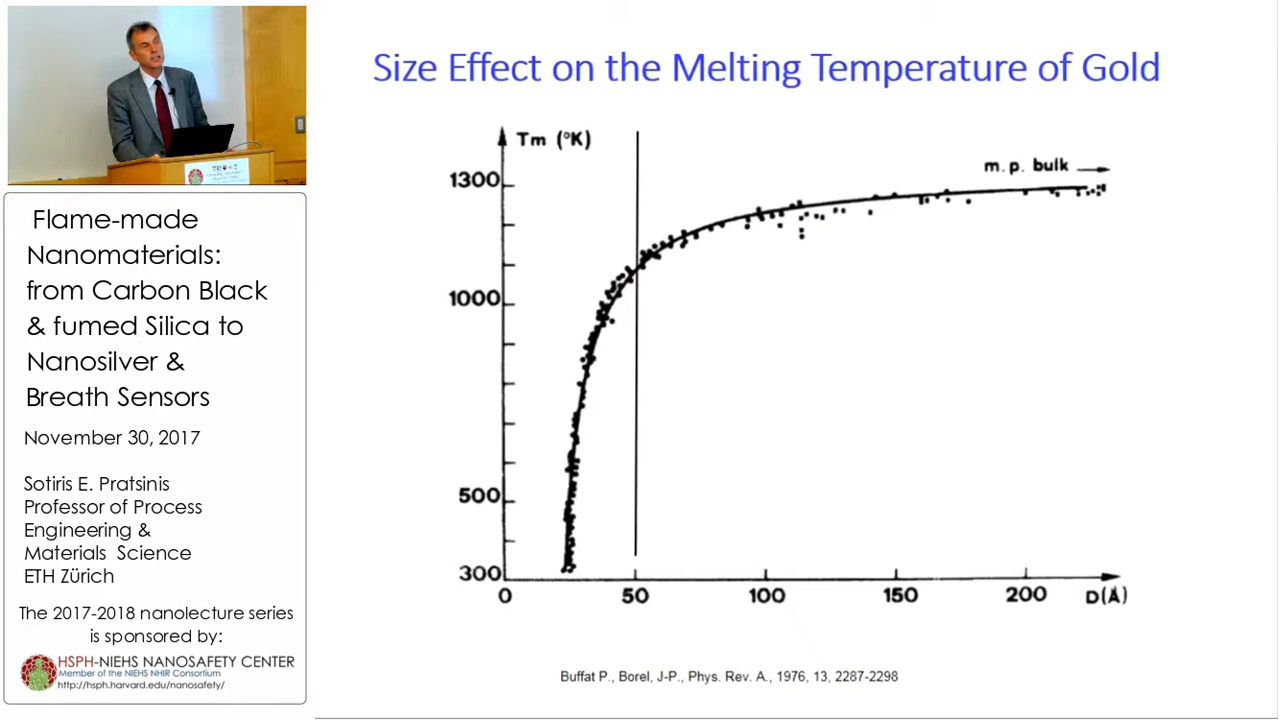 Size Effect on the Melting Temperature of Gold
Tm (°K)
m.p. bulk
1300
1000
500
300
0
50
100
150
200
D(Å)
Buffat P., Borel, J-P., Phys. Rev. A., 1976, 13, 2287-2298
Flame-made
Nanomaterials:
from Carbon Black
& fumed Silica to
Nanosilver &
Breath Sensors
November 30, 2017
Sotiris E. Pratsinis
Professor of Process
Engineering &
Materials Science
ETH Zürich
The 2017-2018 nanolecture series
is sponsored by:
HSPH-NIEHS NANOSAFETY CENTER
Member of the NIEHS NHIR Consortium
http://hsph.harvard.edu/nanosafety/